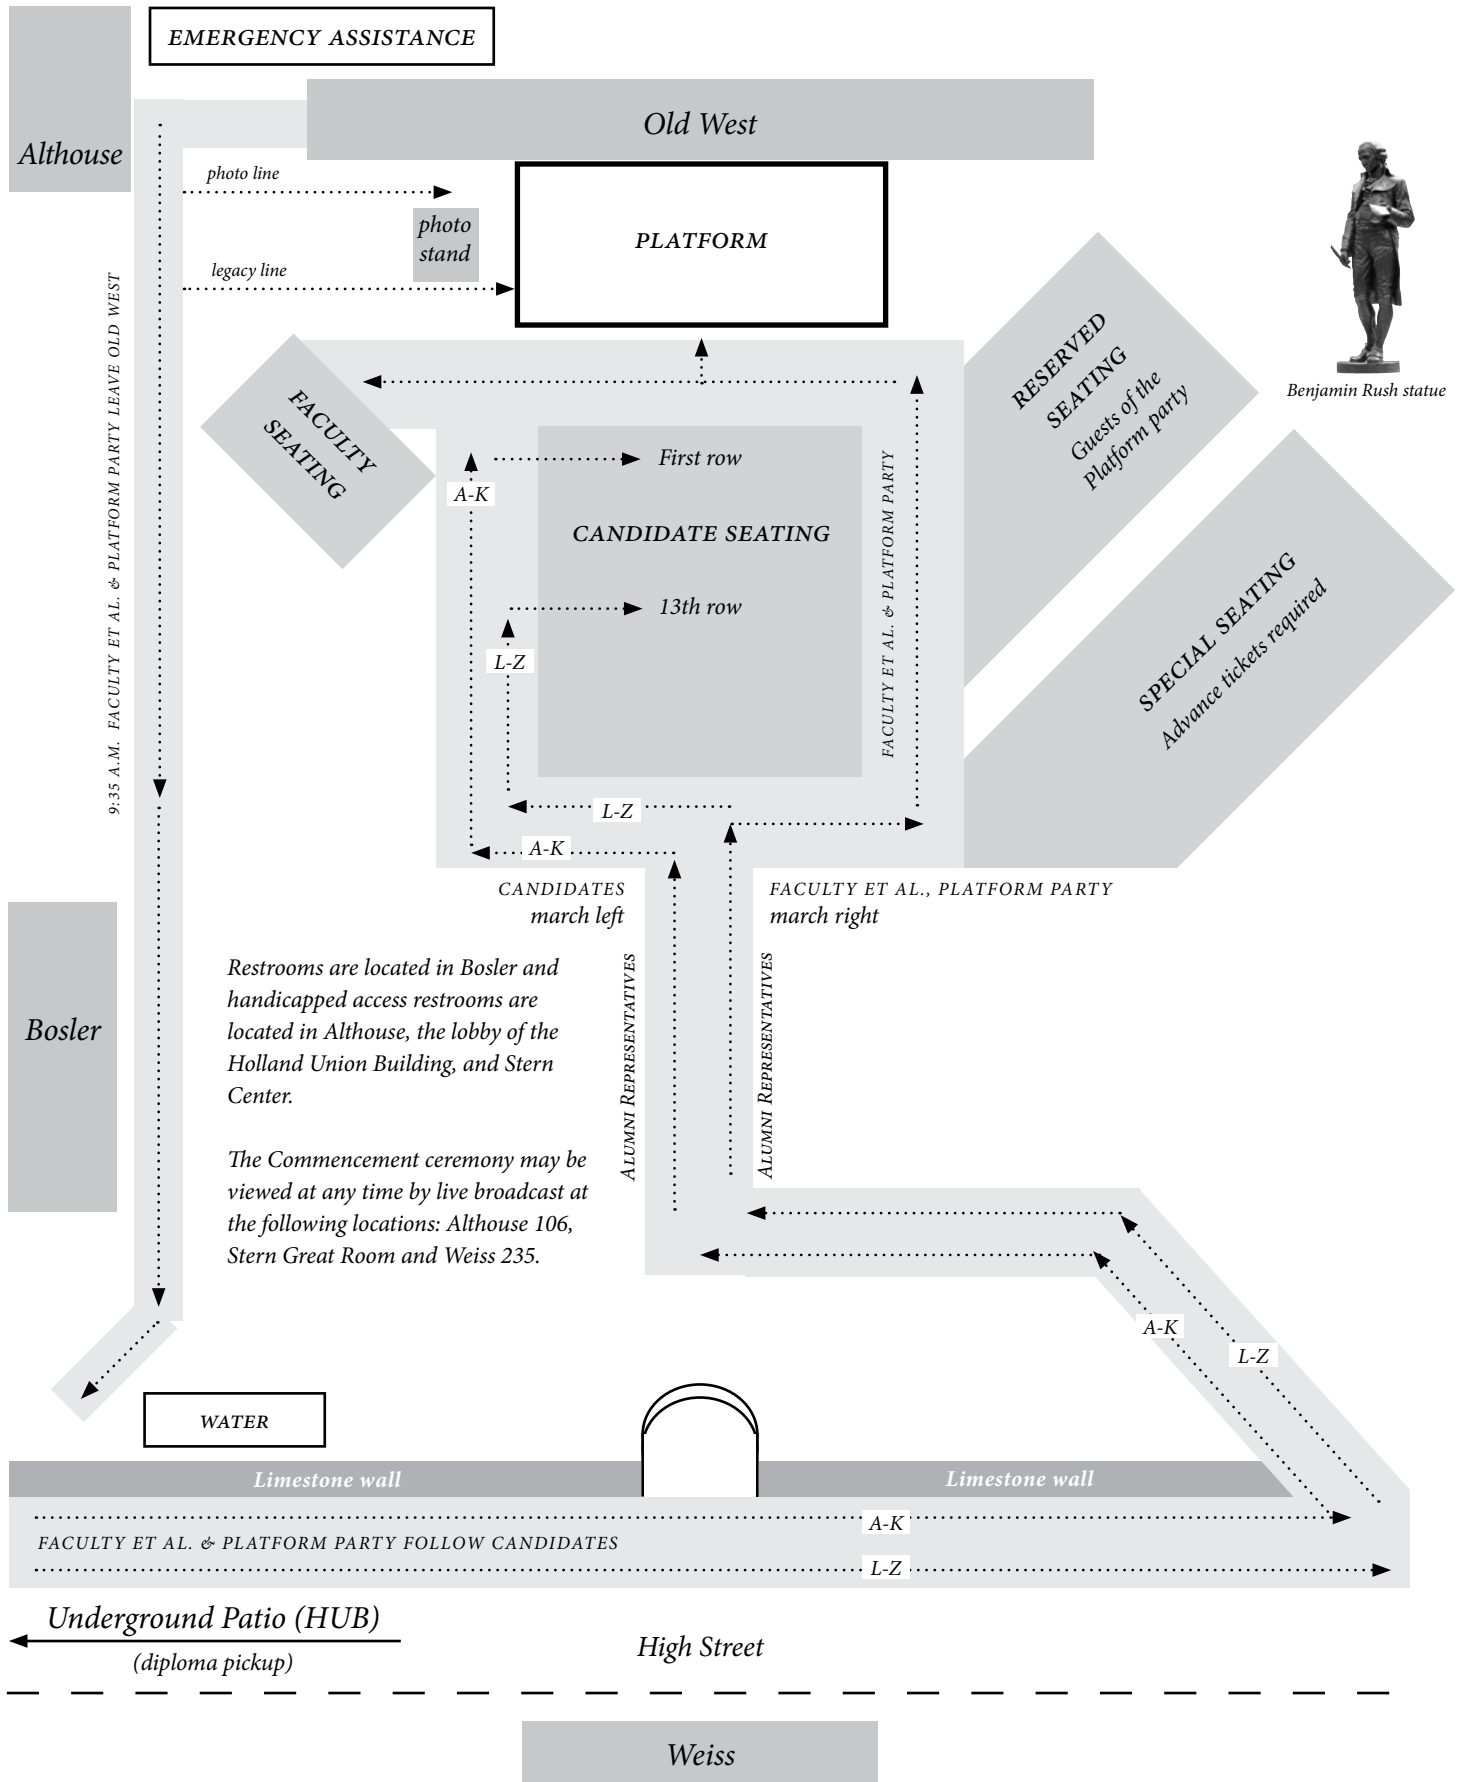 EMERGENCY ASSISTANCE
Old West
Althouse
photo line
photo
stand
PLATFORM
legacy line
9:35 A.M. FACULTY ET AL. & PLATFORM PARTY LEAVE OLD WEST
RESERVED
SEATING
Guests of the
Platform party
Benjamin Rush statue
FACULTY
SEATING
First row
A-K
CANDIDATE SEATING
FACULTY ET AL. & PLATFORM PARTY
13th row
L-Z
SPECIAL SEATING
Advance tickets required
L-Z
A-K
CANDIDATES
march left
FACULTY ET AL., PLATFORM PARTY
march right
Bosler
Restrooms are located in Bosler and
handicapped access restrooms are
located in Althouse, the lobby of the
Holland Union Building, and Stern
Center.
The Commencement ceremony may be
viewed at any time by live broadcast at
the following locations: Althouse 106,
Stern Great Room and Weiss 235.
ALUMNI REPRESENTATIVES
ALUMNI REPRESENTATIVES
A-K
L-Z
WATER
Limestone wall
Limestone wall
A-K
FACULTY ET AL. & PLATFORM PARTY FOLLOW CANDIDATES
L-Z
Underground Patio (HUB)
(diploma pickup)
High Street
Weiss